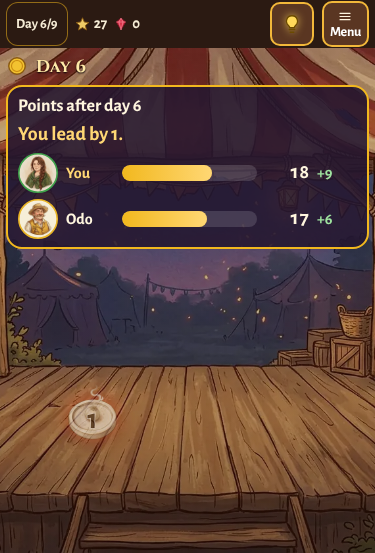 Day 6/9 27 0
Menu
DAY 6
Points after day 6
You lead by 1.
You 18 +9
Odo 17 +6
1